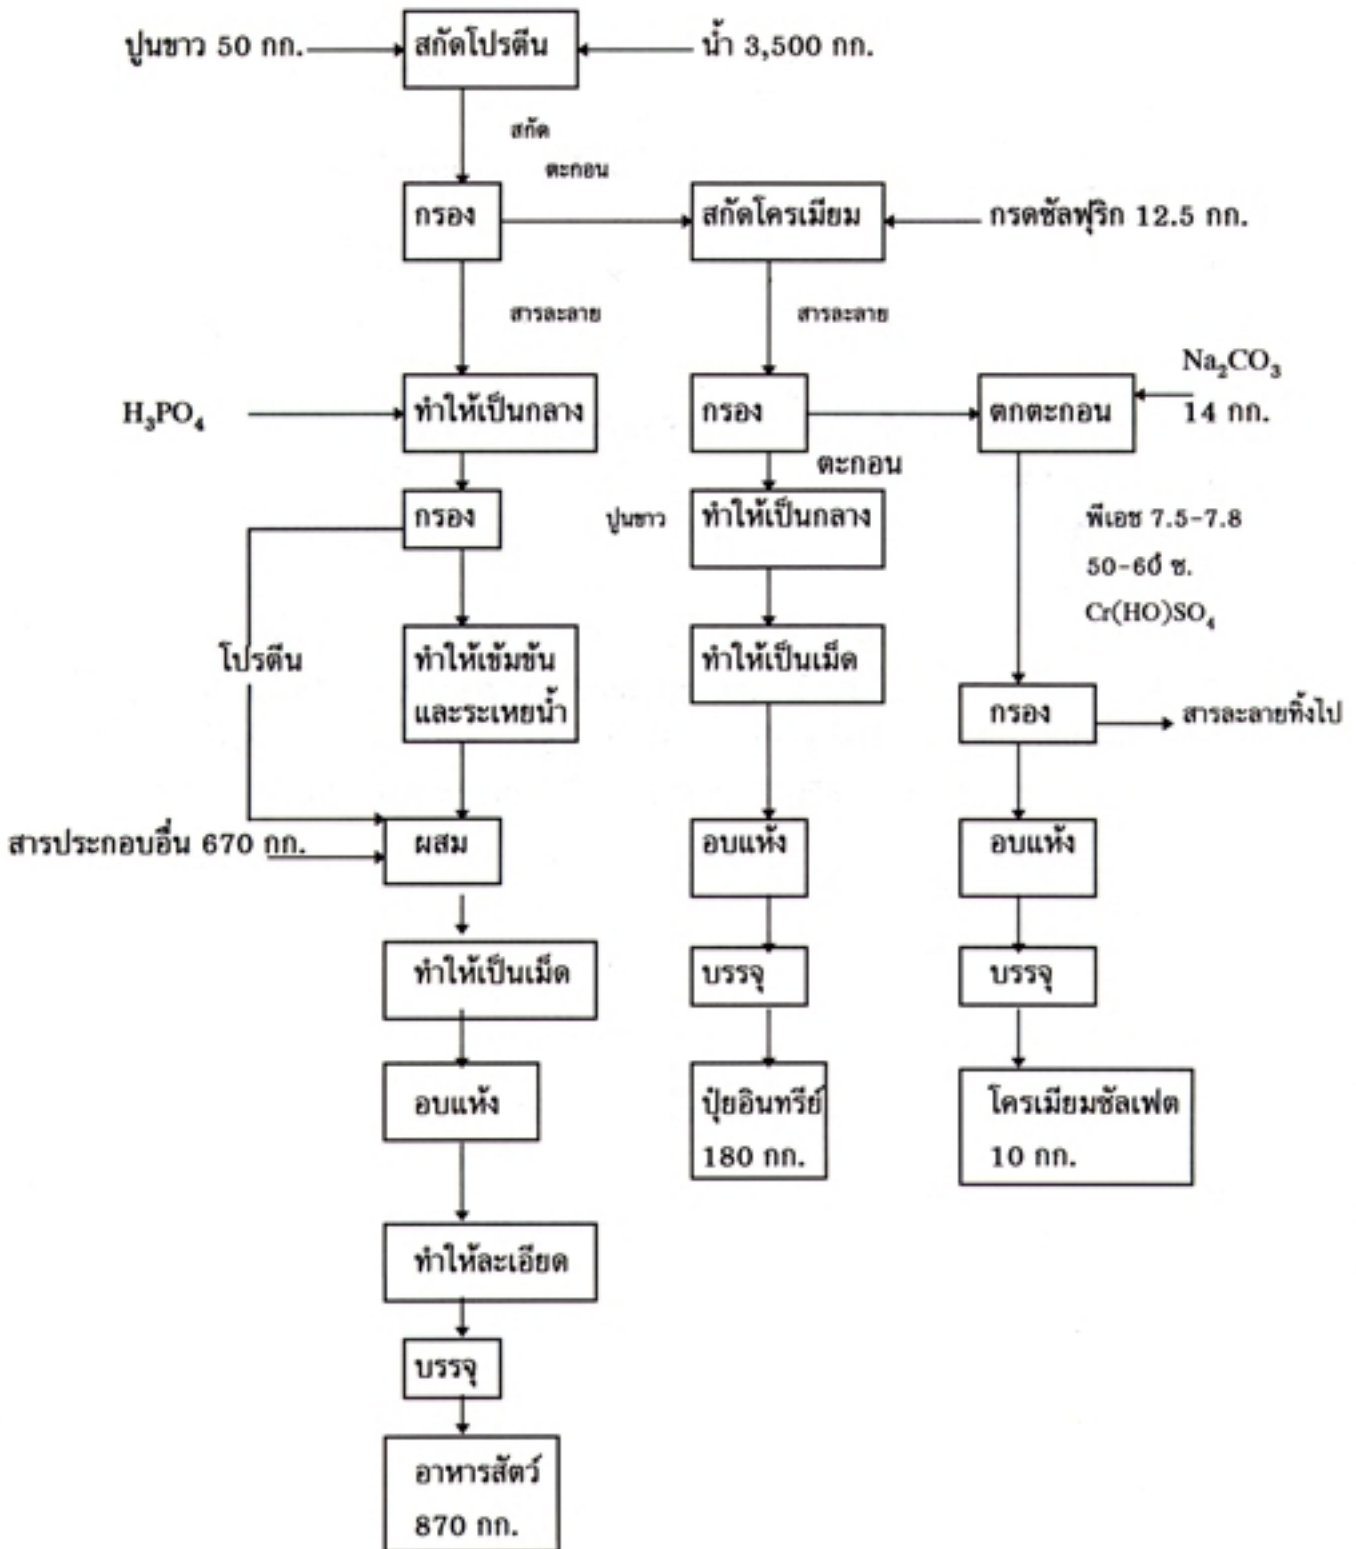 ปูนขาว 50 กก.
สกัดโปรตีน
น้ำ 3,500 กก.
สกัด
ตะกอน
กรอง
สกัดโครเมียม
กรดซัลฟุริก 12.5 กก.
สารละลาย
สารละลาย
H₃PO₄
ทำให้เป็นกลาง
กรอง
ตกตะกอน
Na₂CO₃
14 กก.
ตะกอน
กรอง
ปูนขาว
ทำให้เป็นกลาง
พีเอช 7.5-7.8
50-60° ซ.
Cr(HO)SO₄
โปรตีน
ทำให้เข้มข้น
และระเหยน้ำ
ทำให้เป็นเม็ด
กรอง
สารละลายทิ้งไป
สารประกอบอื่น 670 กก.
ผสม
อบแห้ง
อบแห้ง
ทำให้เป็นเม็ด
บรรจุ
บรรจุ
อบแห้ง
ปุ๋ยอินทรีย์
180 กก.
โครเมียมซัลเฟต
10 กก.
ทำให้ละเอียด
บรรจุ
อาหารสัตว์
870 กก.